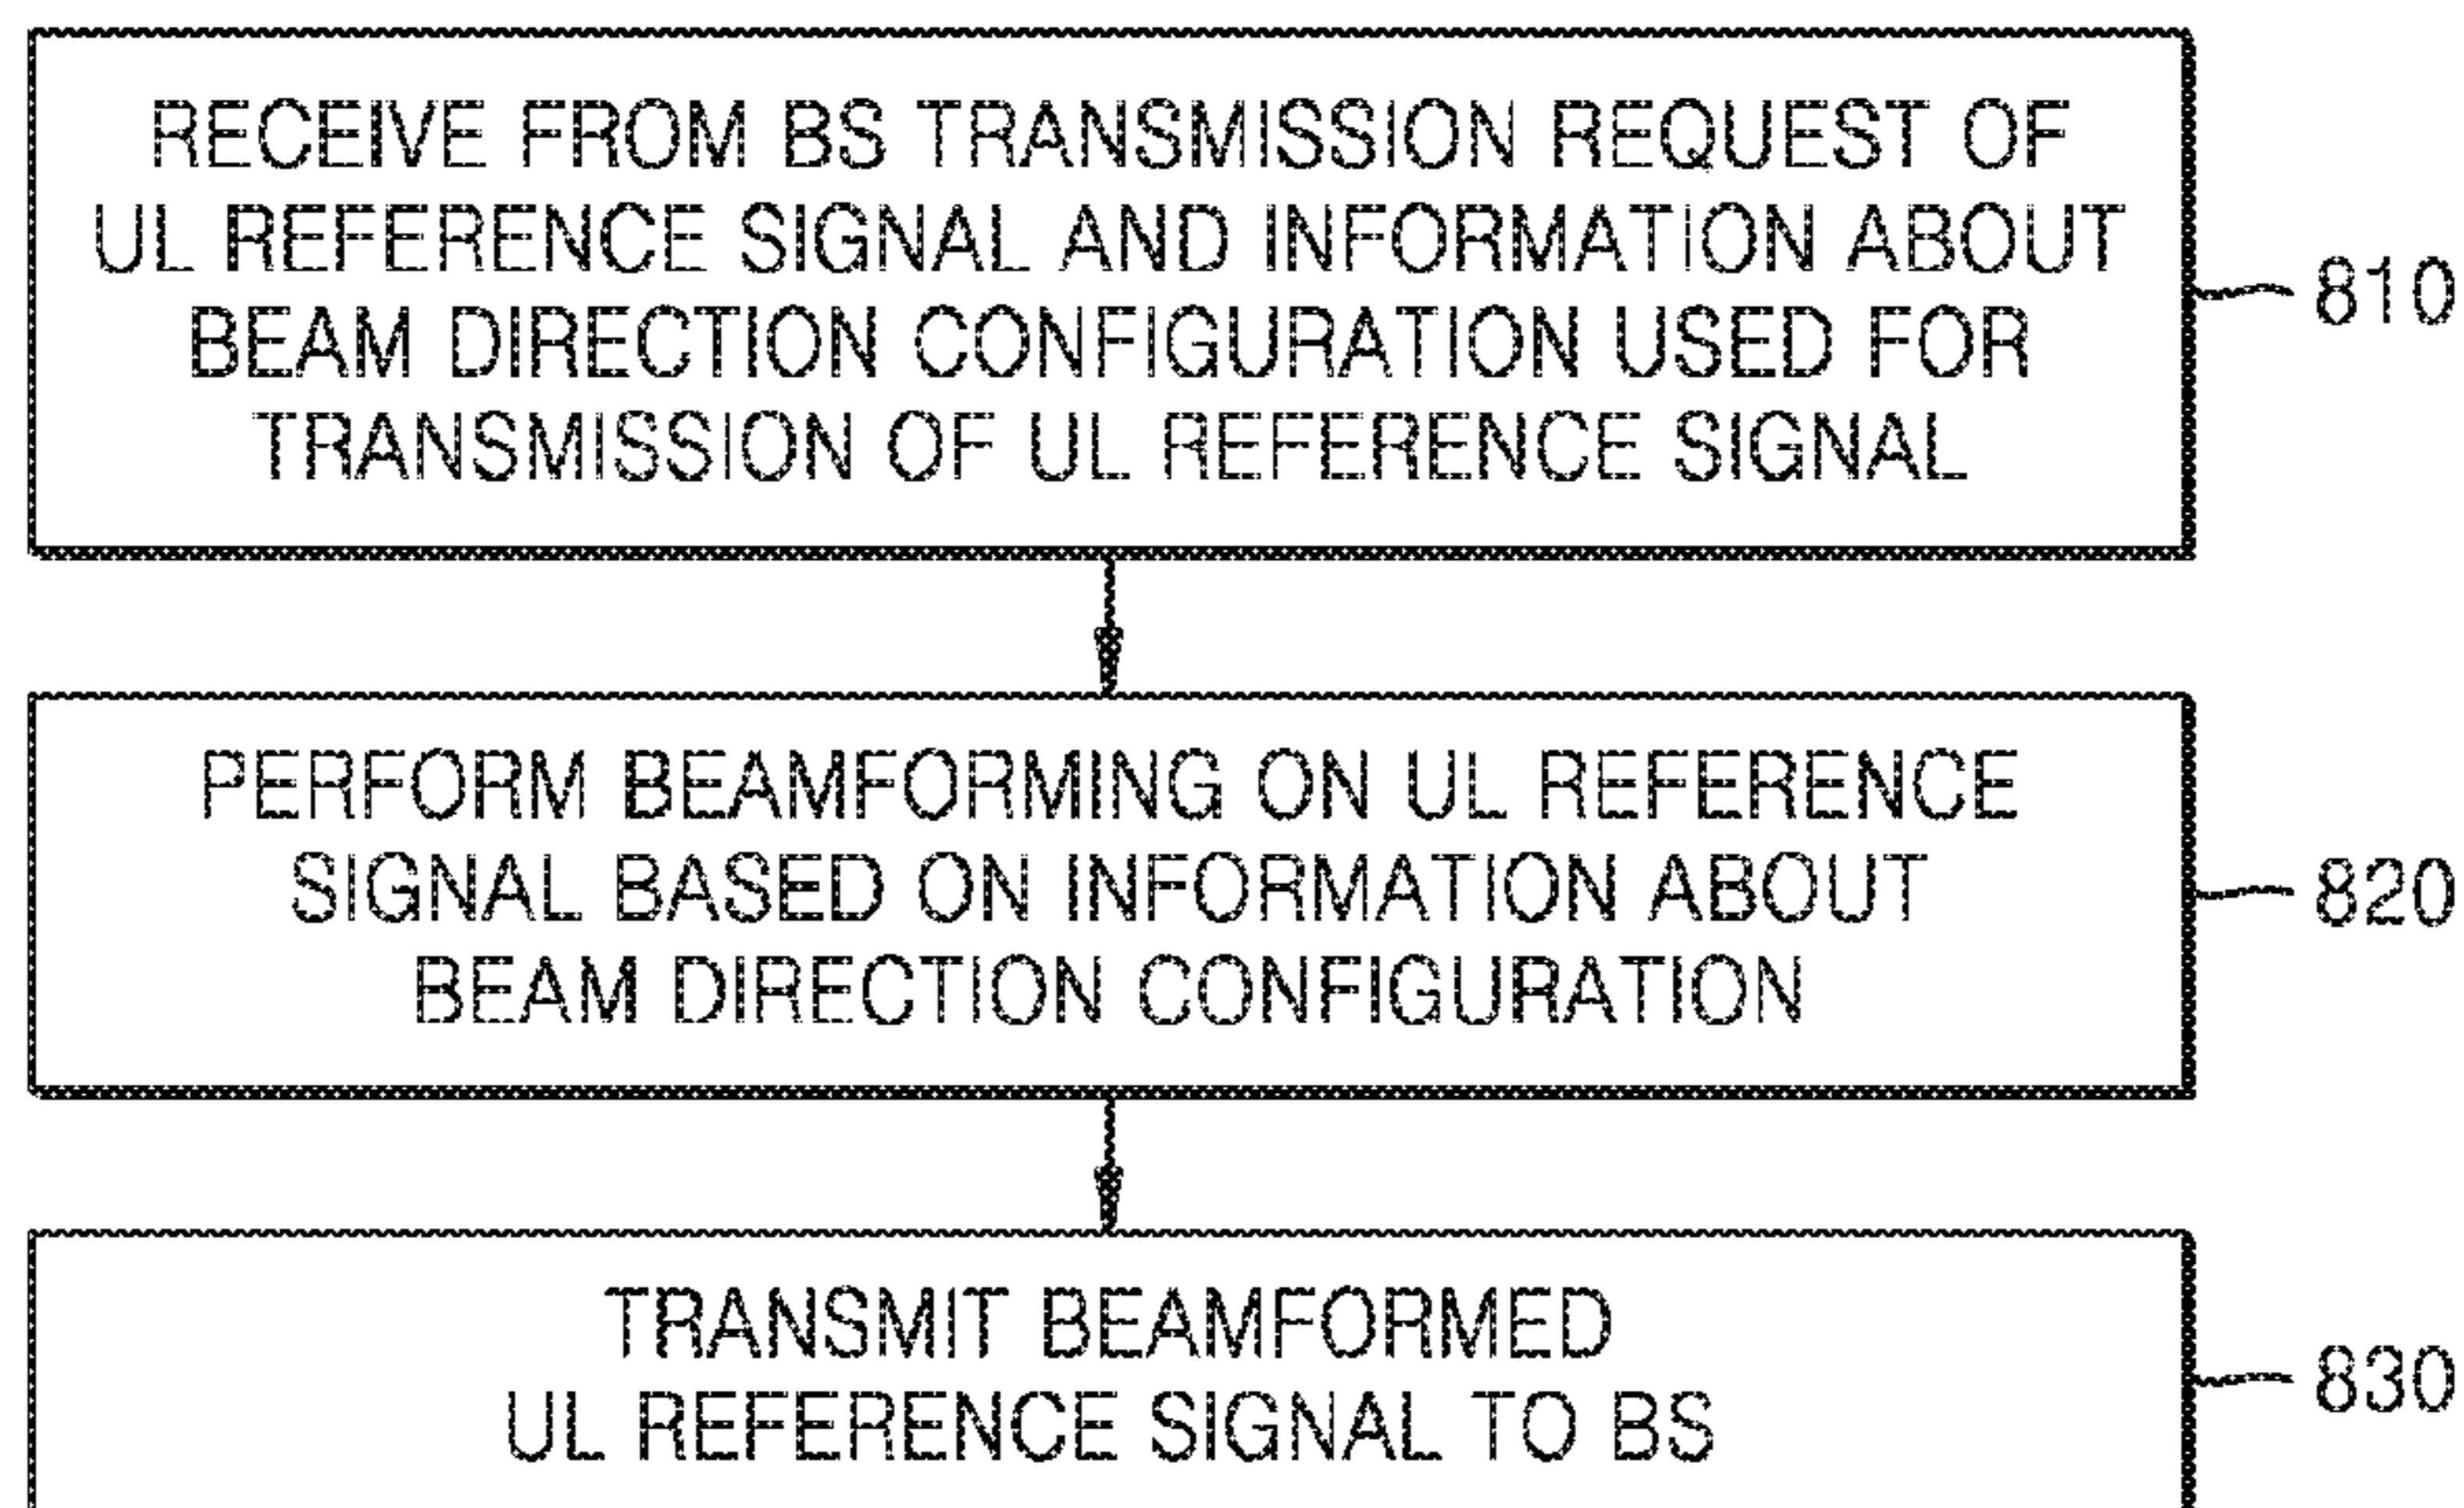 RECEIVE FROM BS TRANSMISSION REQUEST OF
UL REFERENCE SIGNAL AND INFORMATION ABOUT
BEAM DIRECTION CONFIGURATION USED FOR
TRANSMISSION OF UL REFERENCE SIGNAL
810
PERFORM BEAMFORMING ON UL REFERENCE
SIGNAL BASED ON INFORMATION ABOUT
BEAM DIRECTION CONFIGURATION
820
TRANSMIT BEAMFORMED
UL REFERENCE SIGNAL TO BS
830